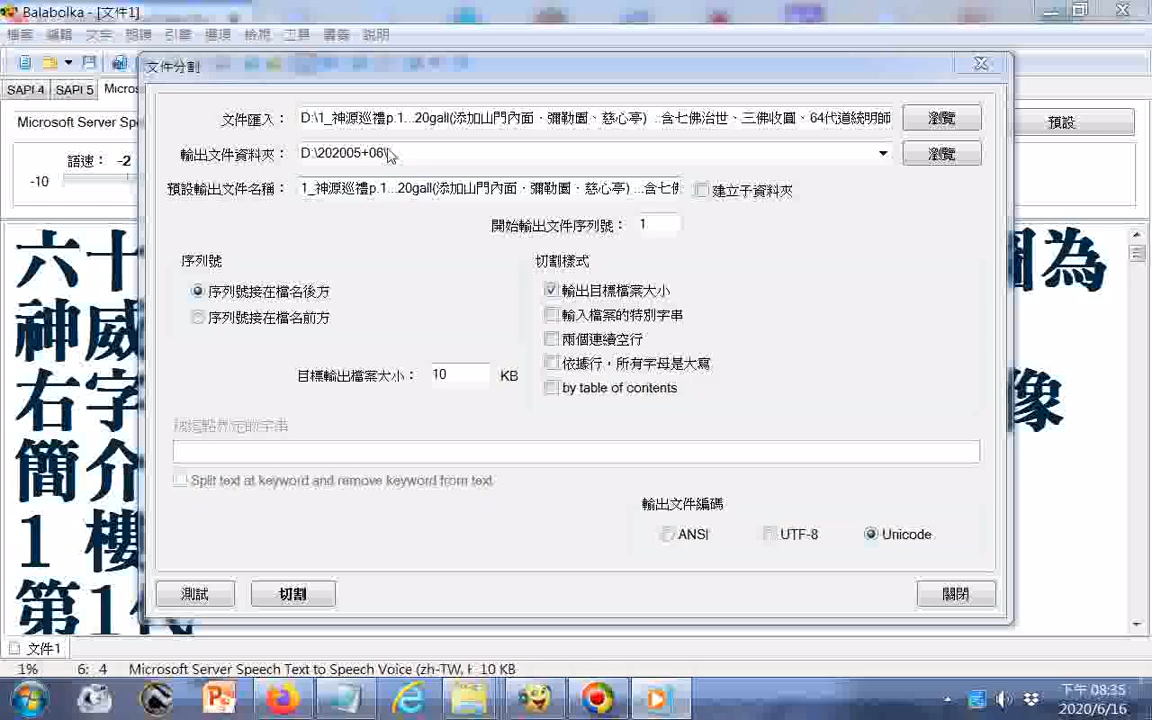 Balabolka - [文件1]
檔案 編輯 文字 閱讀 引擎 選項 檢視 工具 書簽 說明
文件分割
SAPI 4 SAPI 5 Micros
Microsoft Server Sp
預設
語速： -2
-10
文件匯入： D:\1_神源巡禮p.1...20gall(添加山門內面、彌勒園、慈心亭) ...含七佛治世、三佛收圓、64代道統明師 瀏覽
輸出文件資料夾： D:\202005+06\ 瀏覽
預設輸出文件名稱： 1_神源巡禮p.1...20gall(添加山門內面、彌勒園、慈心亭) ...含七佛 建立子資料夾
開始輸出文件序列號： 1
序列號
序列號接在檔名後方
序列號接在檔名前方
切割樣式
輸出目標檔案大小
輸入檔案的特別字串
兩個連續空行
依據行，所有字母是大寫
by table of contents
目標輸出檔案大小： 10 KB
Split text at keyword and remove keyword from text
輸出文件編碼
ANSI UTF-8 Unicode
測試 切割 關閉
六十 圖為
神威
右字 像
簡介
1 樓
第1代
文件1
1% 6: 4 Microsoft Server Speech Text to Speech Voice (zh-TW, H 10 KB
下午 08:35
2020/6/16